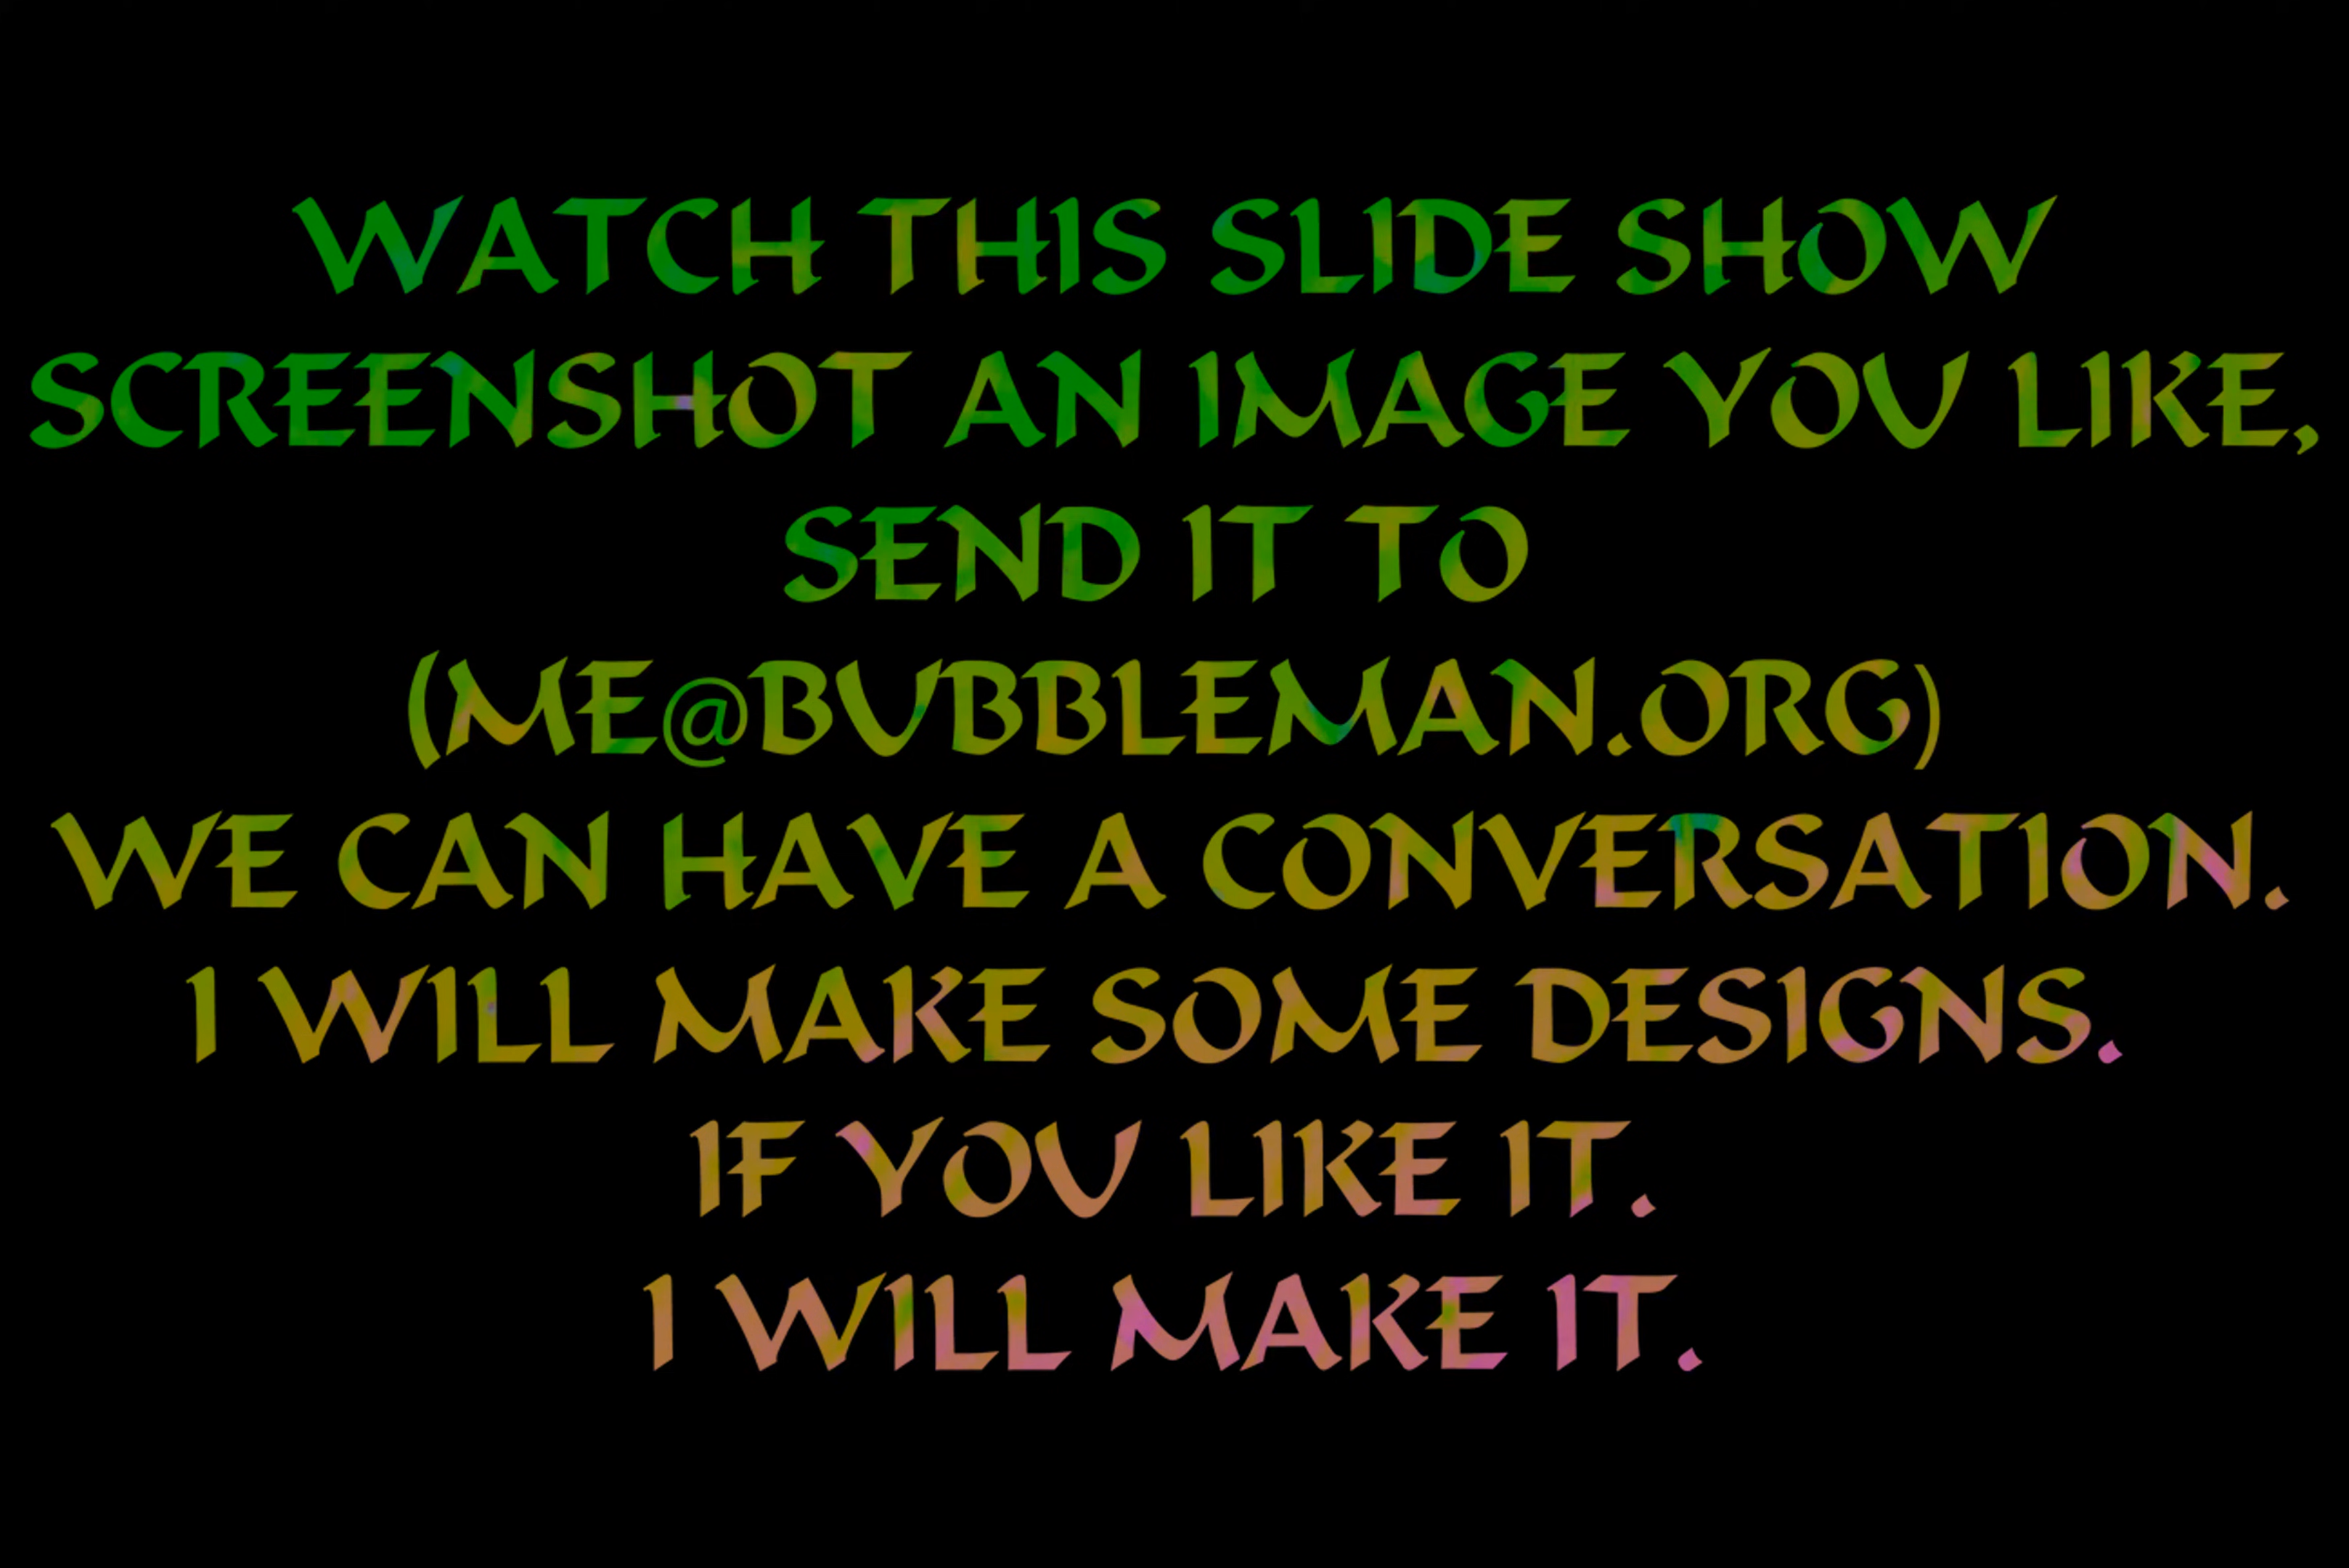 WATCH THIS SLIDE SHOW
SCREENSHOT AN IMAGE YOU LIKE,
SEND IT TO
(ME@BUBBLEMAN.ORG)
WE CAN HAVE A CONVERSATION.
I WILL MAKE SOME DESIGNS.
IF YOU LIKE IT.
I WILL MAKE IT.